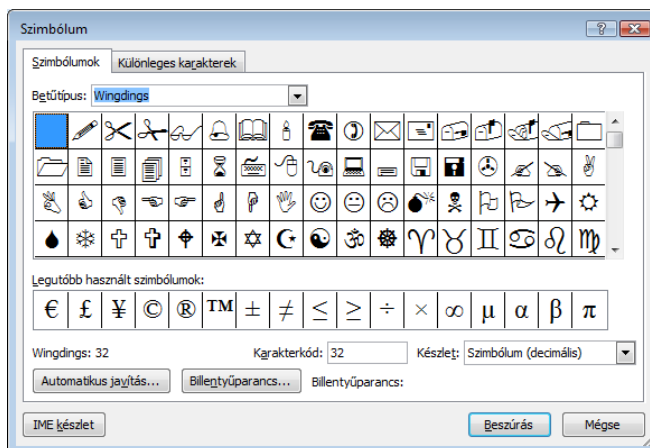 Szimbólum
Szimbólumok Különleges karakterek
Betűtípus: Wingdings
Legutóbb használt szimbólumok:
€ £ ¥ © ® ™ ± ≠ ≤ ≥ ÷ × ∞ µ α β π
Wingdings: 32 Karakterkód: 32 Készlet: Szimbólum (decimális)
Automatikus javítás... Billentyűparancs... Billentyűparancs:
IME készlet Beszúrás Mégse